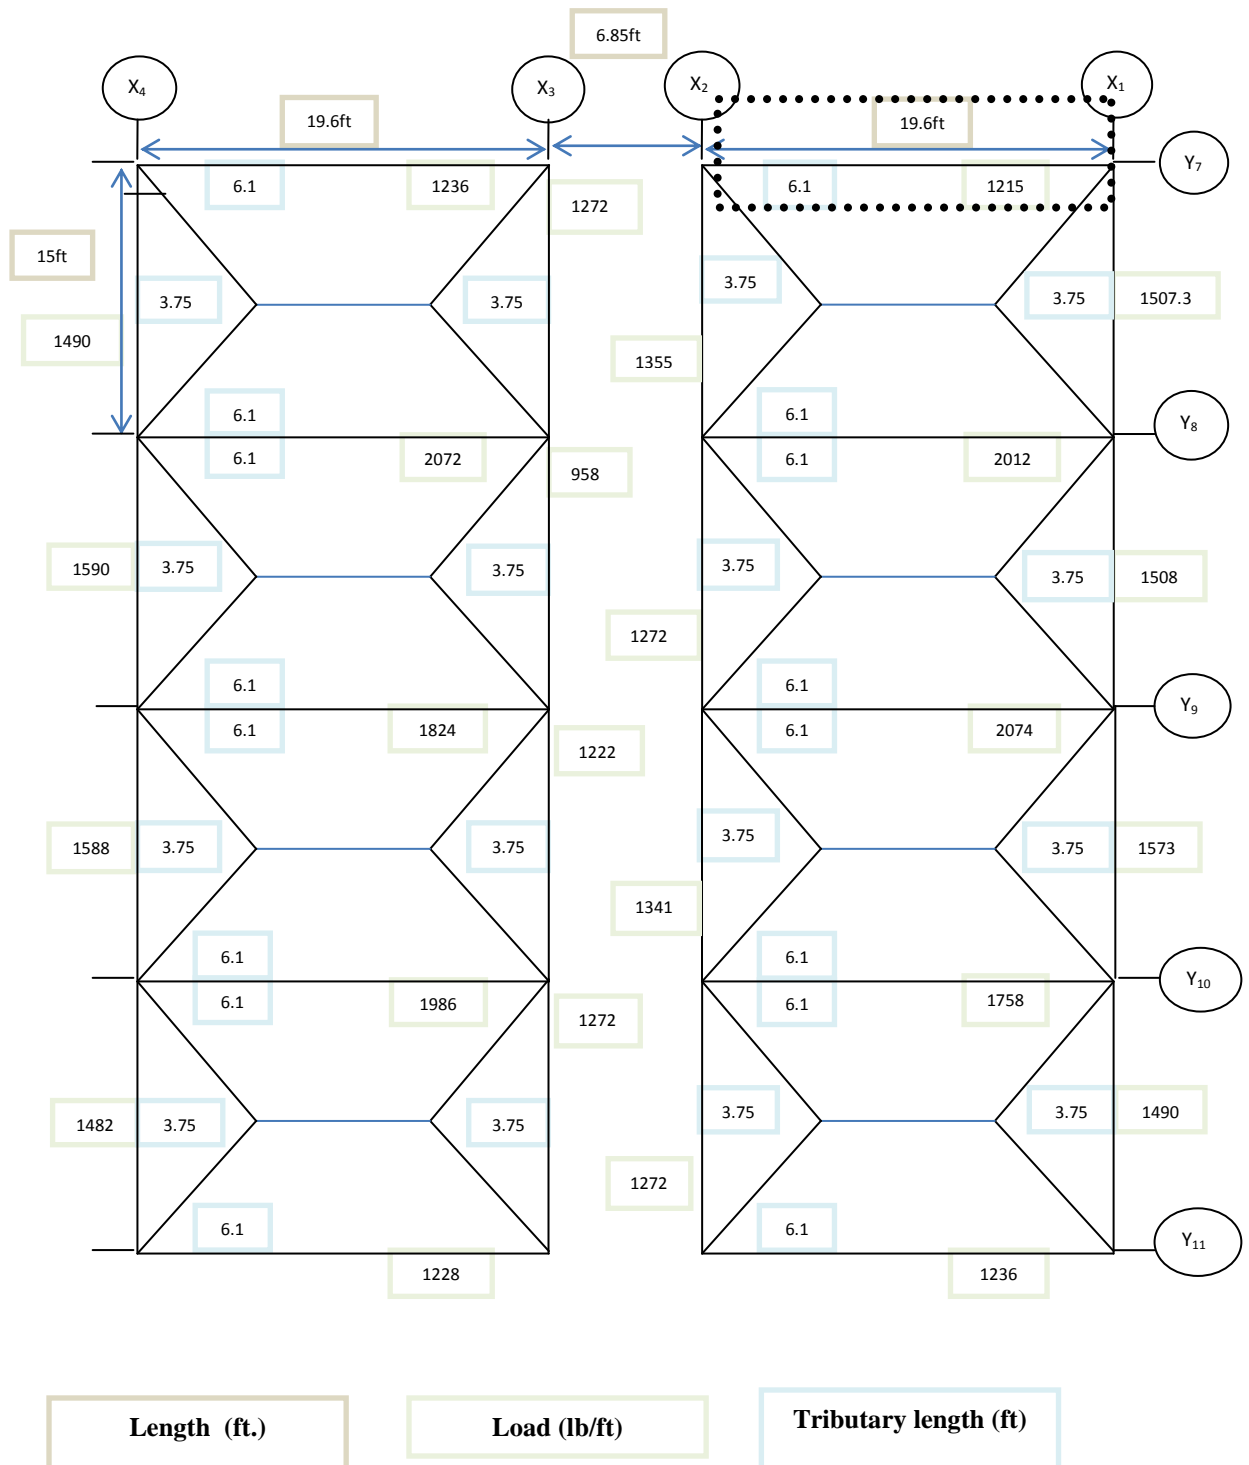 6.85ft
X4 X3 X2 X1
19.6ft 19.6ft
Y7
6.1 1236 1272 6.1 1215
15ft
3.75 3.75 3.75 3.75 1507.3
1490 1355
6.1 6.1 Y8
6.1 2072 958 6.1 2012
1590 3.75 3.75 3.75 3.75 1508
1272
6.1 6.1 Y9
6.1 1824 1222 6.1 2074
1588 3.75 3.75 3.75 3.75 1573
1341
6.1 6.1 Y10
6.1 1986 1272 6.1 1758
1482 3.75 3.75 3.75 3.75 1490
1272
6.1 6.1 Y11
1228 1236
Length (ft.) Load (lb/ft) Tributary length (ft)